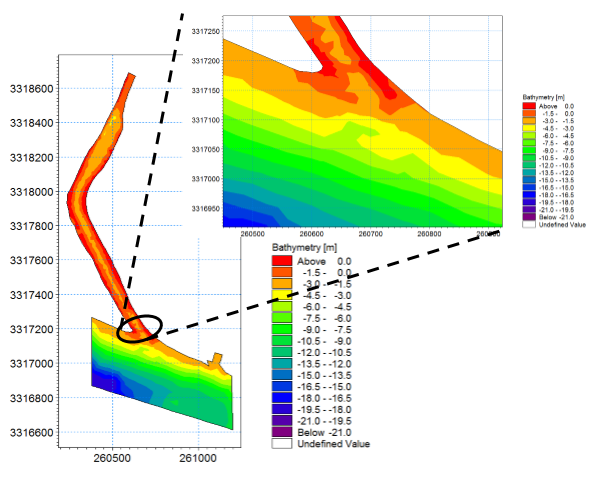 3317250
3317200
3317150
3317100
3317050
3317000
3316950
260500 260600 260700 260800
Bathymetry [m]
Above 0.0
-1.5 - 0.0
-3.0 - -1.5
-4.5 - -3.0
-6.0 - -4.5
-7.5 - -6.0
-9.0 - -7.5
-10.5 - -9.0
-12.0 - -10.5
-13.5 - -12.0
-15.0 - -13.5
-16.5 - -15.0
-18.0 - -16.5
-19.5 - -18.0
-21.0 - -19.5
Below -21.0
Undefined Value
3318600
3318400
3318200
3318000
3317800
3317600
3317400
3317200
3317000
3316800
3316600
260500 261000
Bathymetry [m]
Above 0.0
-1.5 - 0.0
-3.0 - -1.5
-4.5 - -3.0
-6.0 - -4.5
-7.5 - -6.0
-9.0 - -7.5
-10.5 - -9.0
-12.0 - -10.5
-13.5 - -12.0
-15.0 - -13.5
-16.5 - -15.0
-18.0 - -16.5
-19.5 - -18.0
-21.0 - -19.5
Below -21.0
Undefined Value